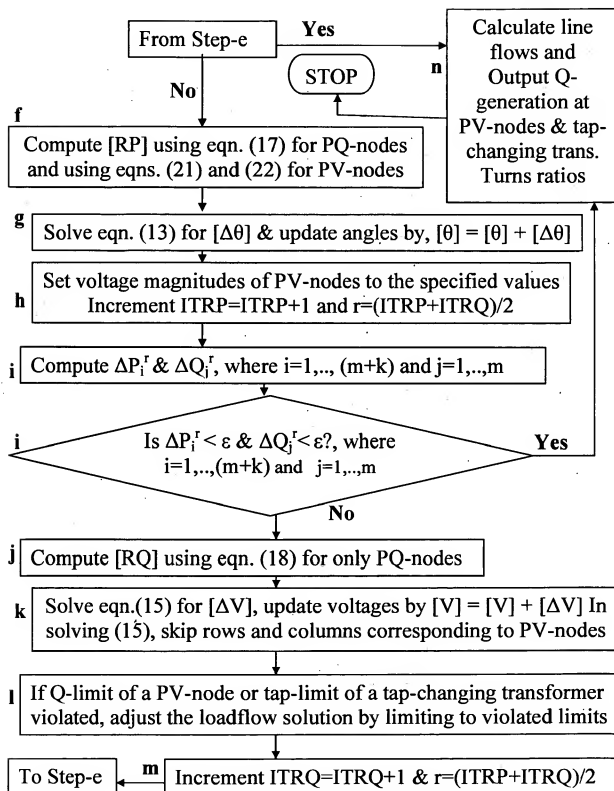 From Step-e
Yes
No
STOP
n
Calculate line
flows and
Output Q-
generation at
PV-nodes & tap-
changing trans.
Turns ratios
f
Compute [RP] using eqn. (17) for PQ-nodes
and using eqns. (21) and (22) for PV-nodes
g
Solve eqn. (13) for [Δθ] & update angles by, [θ] = [θ] + [Δθ]
h
Set voltage magnitudes of PV-nodes to the specified values
Increment ITRP=ITRP+1 and r=(ITRP+ITRQ)/2
i
Compute ΔPᵢʳ & ΔQⱼʳ, where i=1,.., (m+k) and j=1,..,m
i
Is ΔPᵢʳ< ε & ΔQⱼʳ< ε?, where
i=1,..,(m+k) and j=1,..,m
Yes
No
j
Compute [RQ] using eqn. (18) for only PQ-nodes
k
Solve eqn.(15) for [ΔV], update voltages by [V] = [V] + [ΔV] In
solving (15), skip rows and columns corresponding to PV-nodes
l
If Q-limit of a PV-node or tap-limit of a tap-changing transformer
violated, adjust the loadflow solution by limiting to violated limits
To Step-e
m
Increment ITRQ=ITRQ+1 & r=(ITRP+ITRQ)/2